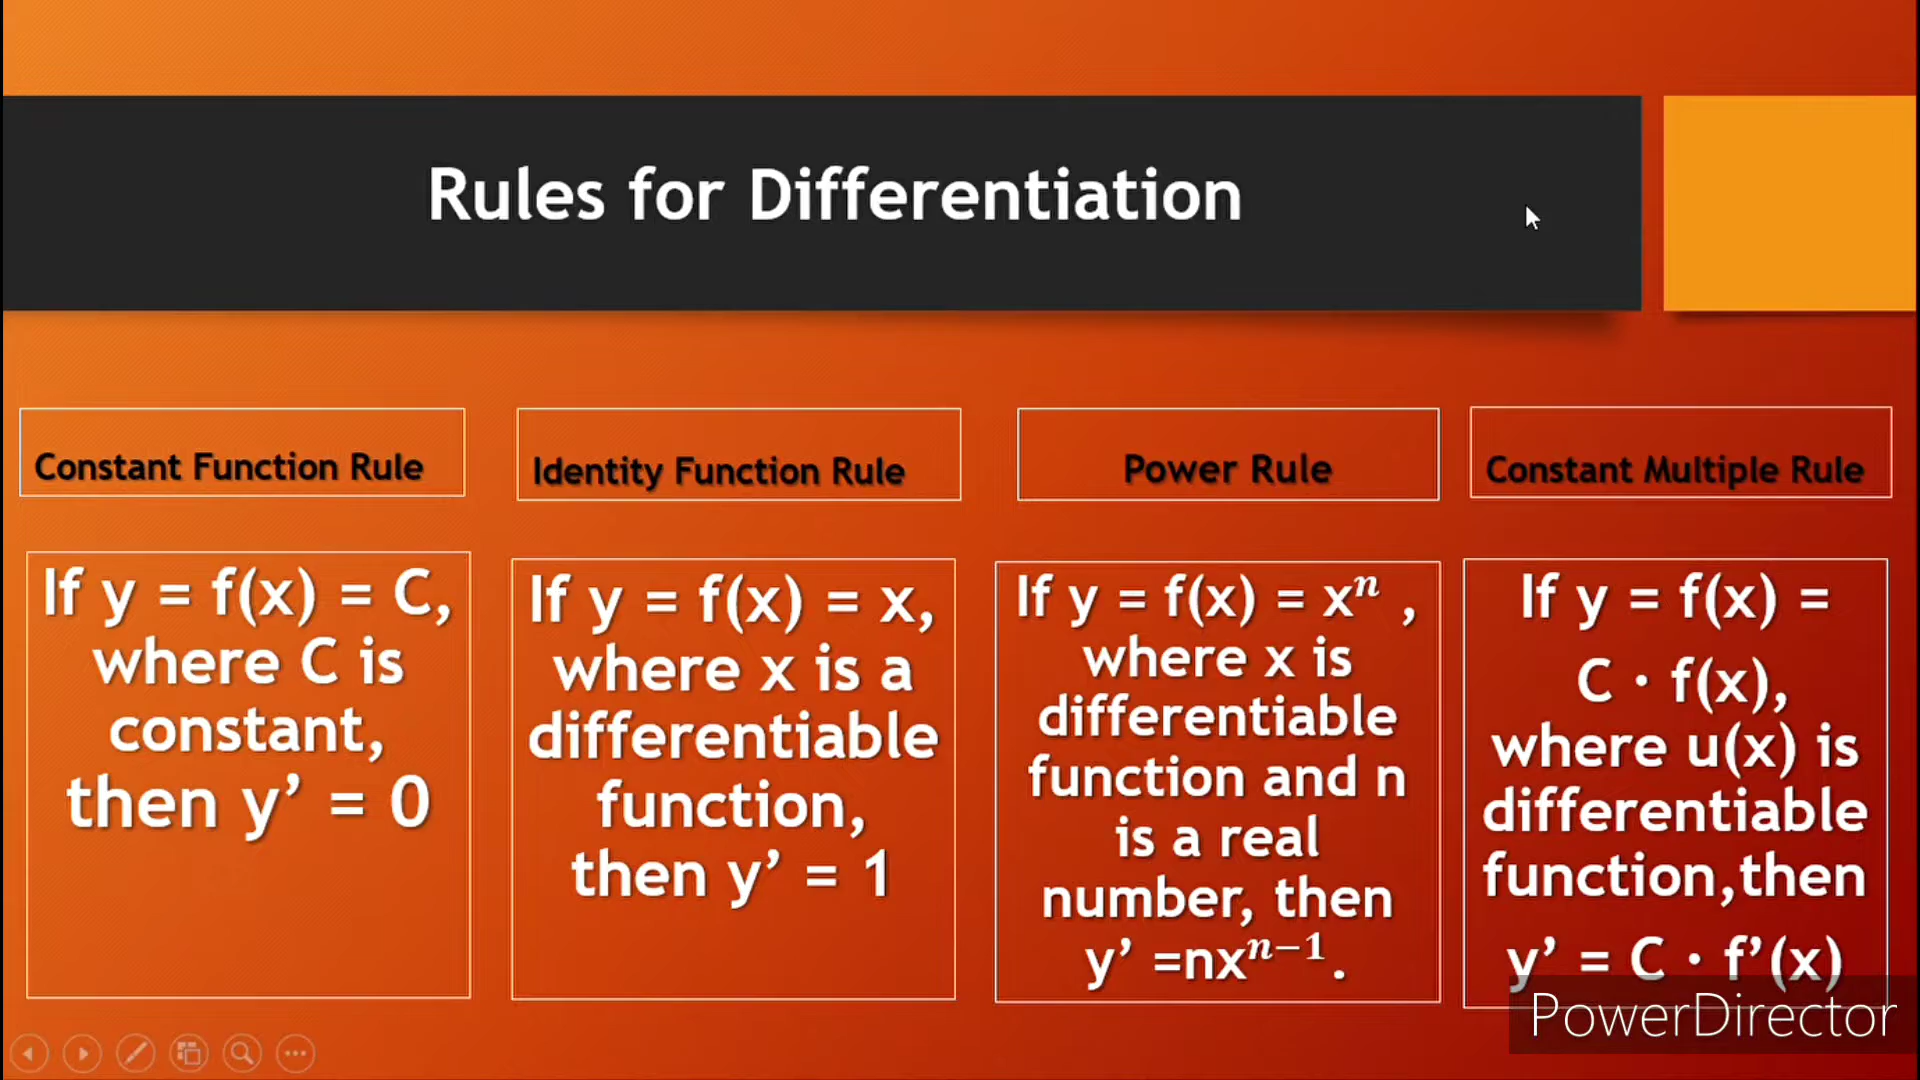 Rules for Differentiation
Constant Function Rule
Identity Function Rule
Power Rule
Constant Multiple Rule
If y = f(x) = C,
where C is
constant,
then y’ = 0
If y = f(x) = x,
where x is a
differentiable
function,
then y’ = 1
If y = f(x) = xⁿ ,
where x is
differentiable
function and n
is a real
number, then
y’ =nxⁿ⁻¹.
If y = f(x) =
C · f(x),
where u(x) is
differentiable
function,then
y’ = C · f’(x)
PowerDirector